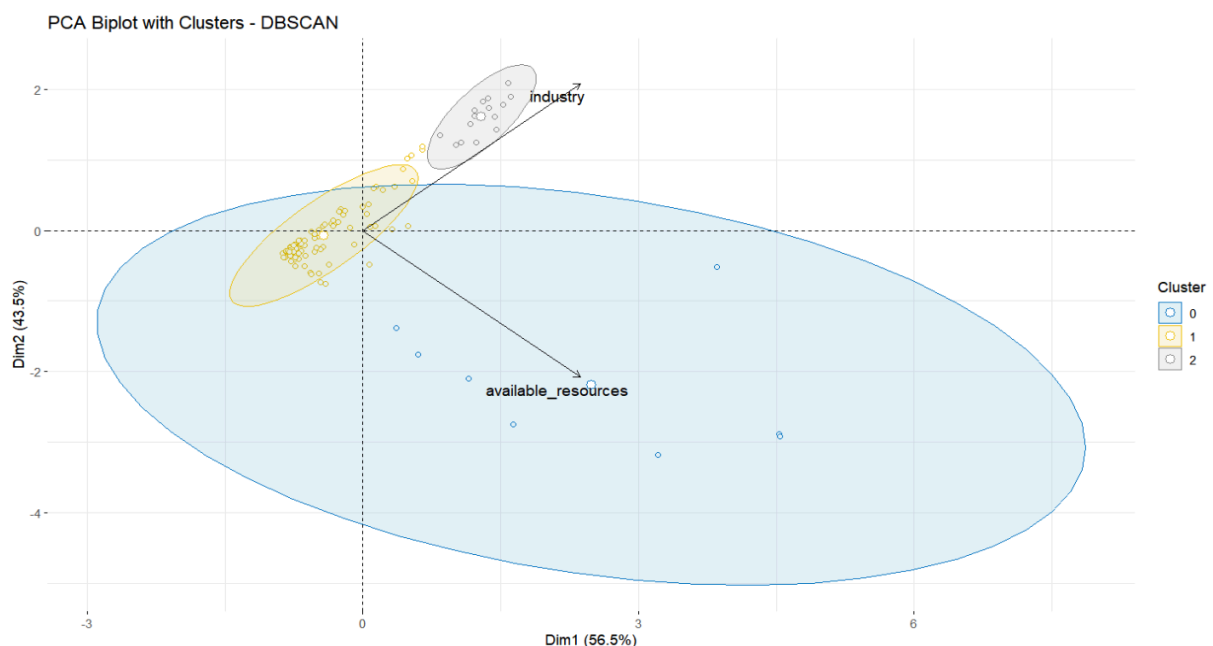 PCA Biplot with Clusters - DBSCAN
2
0
-2
-4
industry
available_resources
-3
0
3
6
Dim1 (56.5%)
Dim2 (43.5%)
Cluster
0
1
2